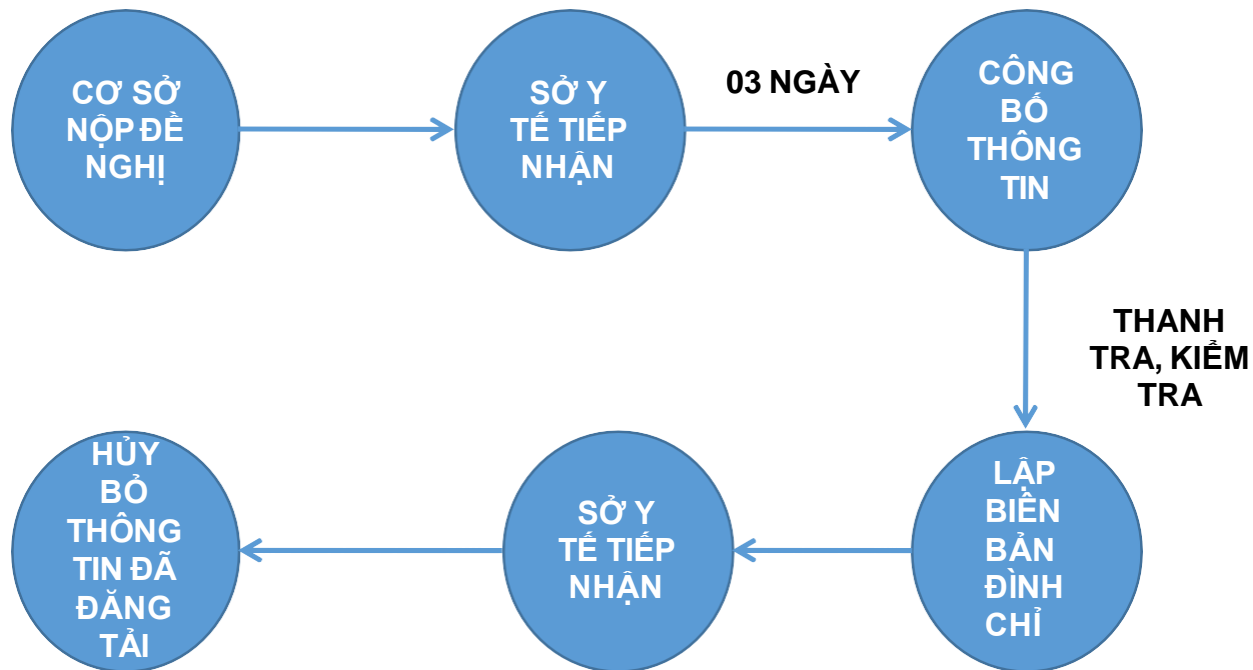 CƠ SỞ
NỘP ĐỀ
NGHỊ
SỞ Y
TẾ TIẾP
NHẬN
03 NGÀY
CÔNG
BỐ
THÔNG
TIN
THANH
TRA, KIỂM
TRA
LẬP
BIÊN
BẢN
ĐÌNH
CHỈ
SỞ Y
TẾ TIẾP
NHẬN
HỦY
BỎ
THÔNG
TIN ĐÃ
ĐĂNG
TẢI